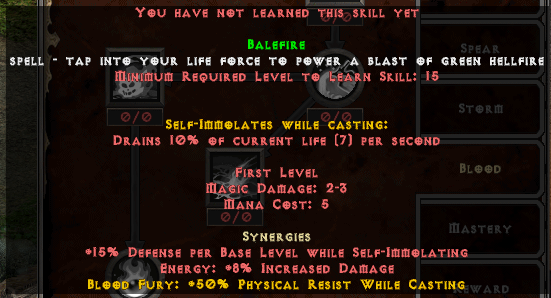 You have not learned this skill yet
0/0
Balefire
spell - tap into your life force to power a blast of green hellfire
Minimum Required Level to Learn Skill: 15
Spear
0/0
0/0
Storm
Self-Immolates while casting:
Drains 10% of current life (7) per second
Blood
First Level
Magic Damage: 2-3
Mana Cost: 5
0/0
Synergies
Mastery
+15% Defense per Base Level while Self-Immolating
Energy: +8% Increased Damage
Blood Fury: +50% Physical Resist While Casting
Reward